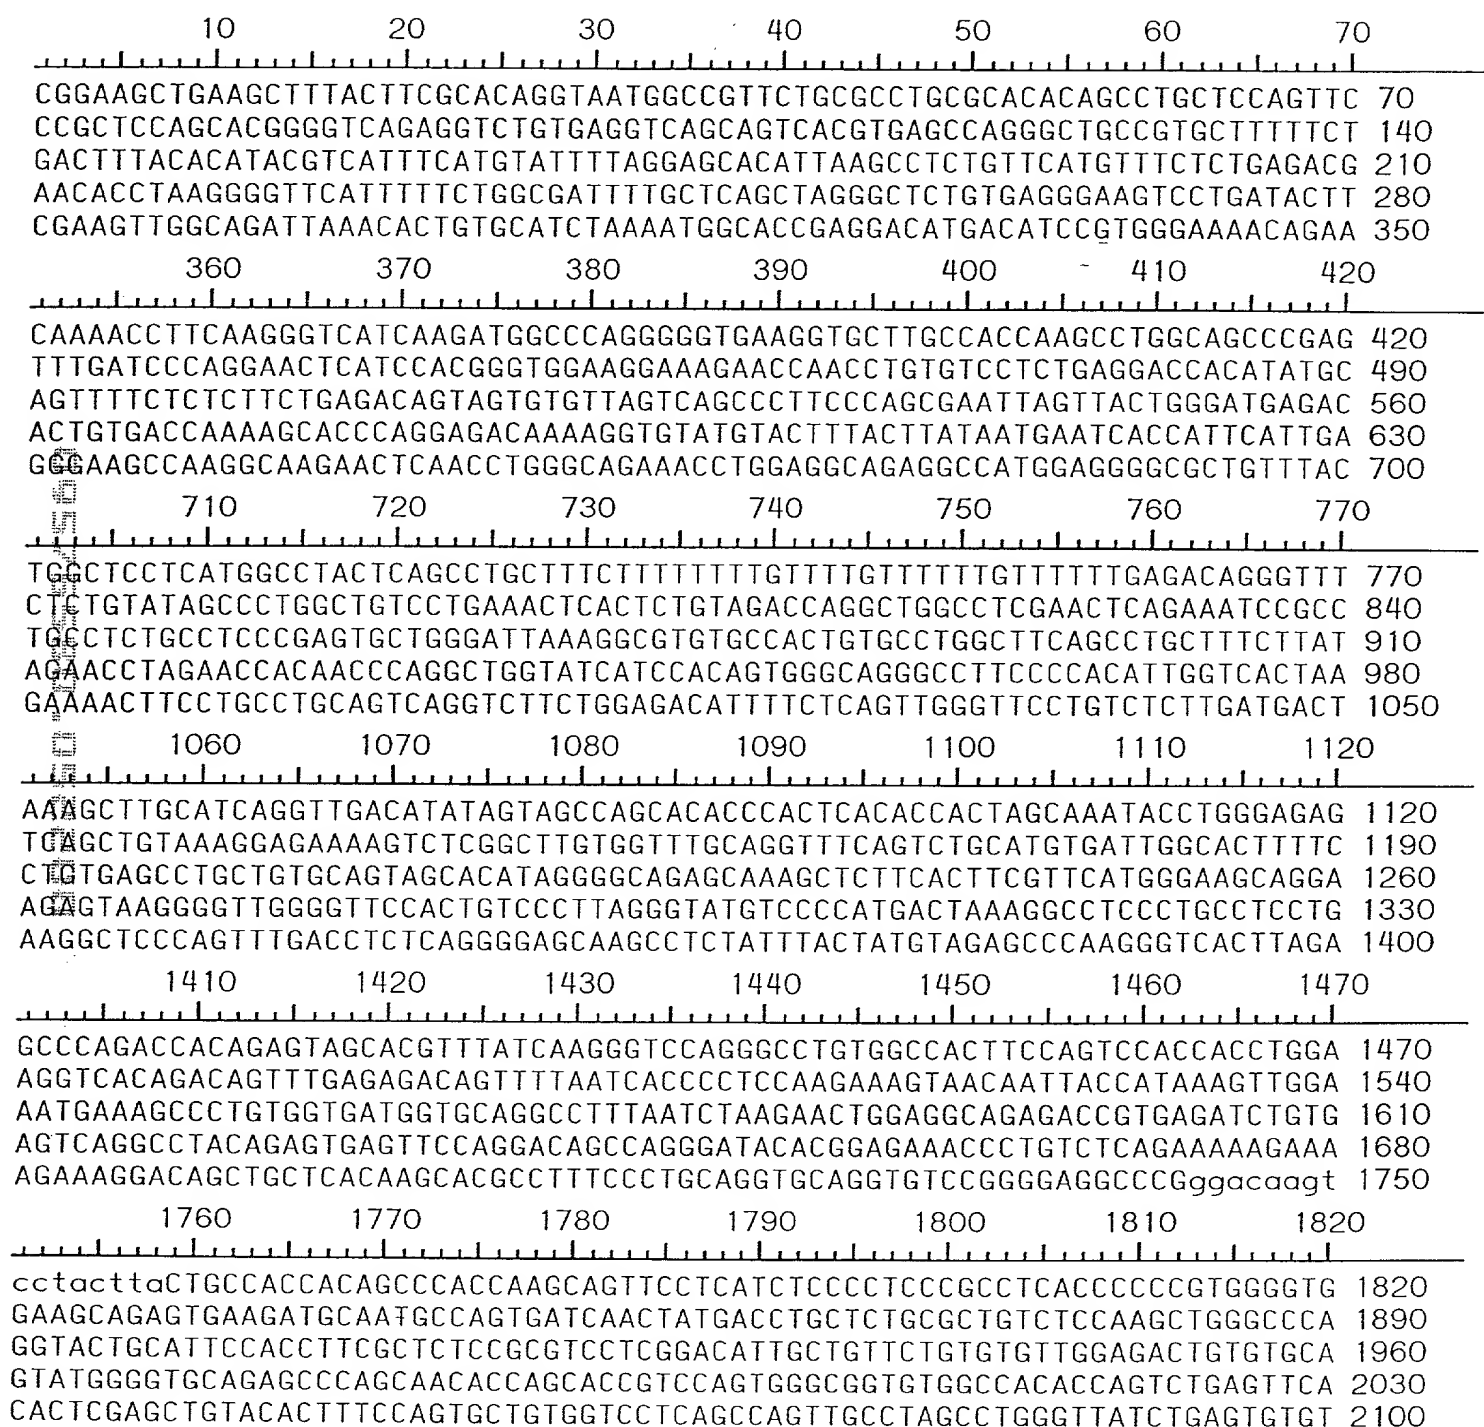 10 20 30 40 50 60 70
CGGAAGCTGAAGCTTTACTTCGCACAGGTAATGGCCGTTCTGCGCCTGCGCACACAGCCTGCTCCAGTTC 70
CCGCTCCAGCACGGGGTCAGAGGTCTGTGAGGTCAGCAGTCACGTGAGCCAGGGCTGCCGTGCTTTTTCT 140
GACTTTACACATACGTCATTTCATGTATTTTAGGAGCACATTAAGCCTCTGTTCATGTTTCTCTGAGACG 210
AACACCTAAGGGGTTCATTTTTCTGGCGATTTTGCTCAGCTAGGGCTCTGTGAGGGAAGTCCTGATACTT 280
CGAAGTTGGCAGATTAAACACTGTGCATCTAAAATGGCACCGAGGACATGACATCCGTGGGAAAACAGAA 350
360 370 380 390 400 410 420
CAAAACCTTCAAGGGTCATCAAGATGGCCCAGGGGGTGAAGGTGCTTGCCACCAAGCCTGGCAGCCCGAG 420
TTTGATCCCAGGAACTCATCCACGGGTGGAAGGAAAGAACCAACCTGTGTCCTCTGAGGACCACATATGC 490
AGTTTTCTCTCTTCTGAGACAGTAGTGTGTTAGTCAGCCCTTCCCAGCGAATTAGTTACTGGGATGAGAC 560
ACTGTGACCAAAAGCACCCAGGAGACAAAAGGTGTATGTACTTTACTTATAATGAATCACCATTCATTGA 630
GGGAAGCCAAGGCAAGAACTCAACCTGGGCAGAAACCTGGAGGCAGAGGCCATGGAGGGGCGCTGTTTAC 700
710 720 730 740 750 760 770
TGGCTCCTCATGGCCTACTCAGCCTGCTTTCTTTTTTTTTGTTTTGTTTTTTGTTTTTTGAGACAGGGTTT 770
CTCTGTATAGCCCTGGCTGTCCTGAAACTCACTCTGTAGACCAGGCTGGCCTCGAACTCAGAAATCCGCC 840
TGCCTCTGCCTCCCGAGTGCTGGGATTAAAGGCGTGTGCCACTGTGCCTGGCTTCAGCCTGCTTTCTTAT 910
AGAACCTAGAACCACAACCCAGGCTGGTATCATCCACAGTGGGCAGGGCCTTCCCCACATTGGTCACTAA 980
GAAAACTTCCTGCCTGCAGTCAGGTCTTCTGGAGACATTTTCTCAGTTGGGTTCCTGTCTCTTGATGACT 1050
1060 1070 1080 1090 1100 1110 1120
AAAGCTTGCATCAGGTTGACATATAGTAGCCAGCACACCCACTCACACCACTAGCAAATACCTGGGAGAG 1120
TCAGCTGTAAAGGAGAAAAGTCTCGGCTTGTGGTTTGCAGGTTTCAGTCTGCATGTGATTGGCACTTTTC 1190
CTGTGAGCCTGCTGTGCAGTAGCACATAGGGGCAGAGCAAAGCTCTTCACTTCGTTCATGGGAAGCAGGA 1260
AGAGTAAGGGGTTGGGGTTCCACTGTCCCTTAGGGTATGTCCCCATGACTAAAGGCCTCCCTGCCTCCTG 1330
AAGGCTCCCAGTTTGACCTCTCAGGGGAGCAAGCCTCTATTTACTATGTAGAGCCCAAGGGTCACTTAGA 1400
1410 1420 1430 1440 1450 1460 1470
GCCCAGACCACAGAGTAGCACGTTTATCAAGGGTCCAGGGCCTGTGGCCACTTCCAGTCCACCACCTGGA 1470
AGGTCACAGACAGTTTGAGAGACAGTTTTAATCACCCCTCCAAGAAAGTAACAATTACCATAAAGTTGGA 1540
AATGAAAGCCCTGTGGTGATGGTGCAGGCCTTTAATCTAAGAACTGGAGGCAGAGACCGTGAGATCTGTG 1610
AGTCAGGCCTACAGAGTGAGTTCCAGGACAGCCAGGGATACACGGAGAAACCCTGTCTCAGAAAAAGAAA 1680
AGAAAGGACAGCTGCTCACAAGCACGCCTTTCCCTGCAGGTGCAGGTGTCCGGGGAGGCCCGggacaagt 1750
1760 1770 1780 1790 1800 1810 1820
cctacttaCTGCCACCACAGCCCACCAAGCAGTTCCTCATCTCCCCTCCCGCCTCACCCCCCGTGGGGTG 1820
GAAGCAGAGTGAAGATGCAATGCCAGTGATCAACTATGACCTGCTCTGCGCTGTCTCCAAGCTGGGCCCA 1890
GGTACTGCATTCCACCTTCGCTCTCCGCGTCCTCGGACATTGCTGTTCTGTGTGTTGGAGACTGTGTGCA 1960
GTATGGGGTGCAGAGCCCAGCAACACCAGCACCGTCCAGTGGGCGGTGTGGCCACACCAGTCTGAGTTCA 2030
CACTCGAGCTGTACACTTTCCAGTGCTGTGGTCCTCAGCCAGTTGTGCCTAGCCTGGGTTATCTGAGTGTGT 2100